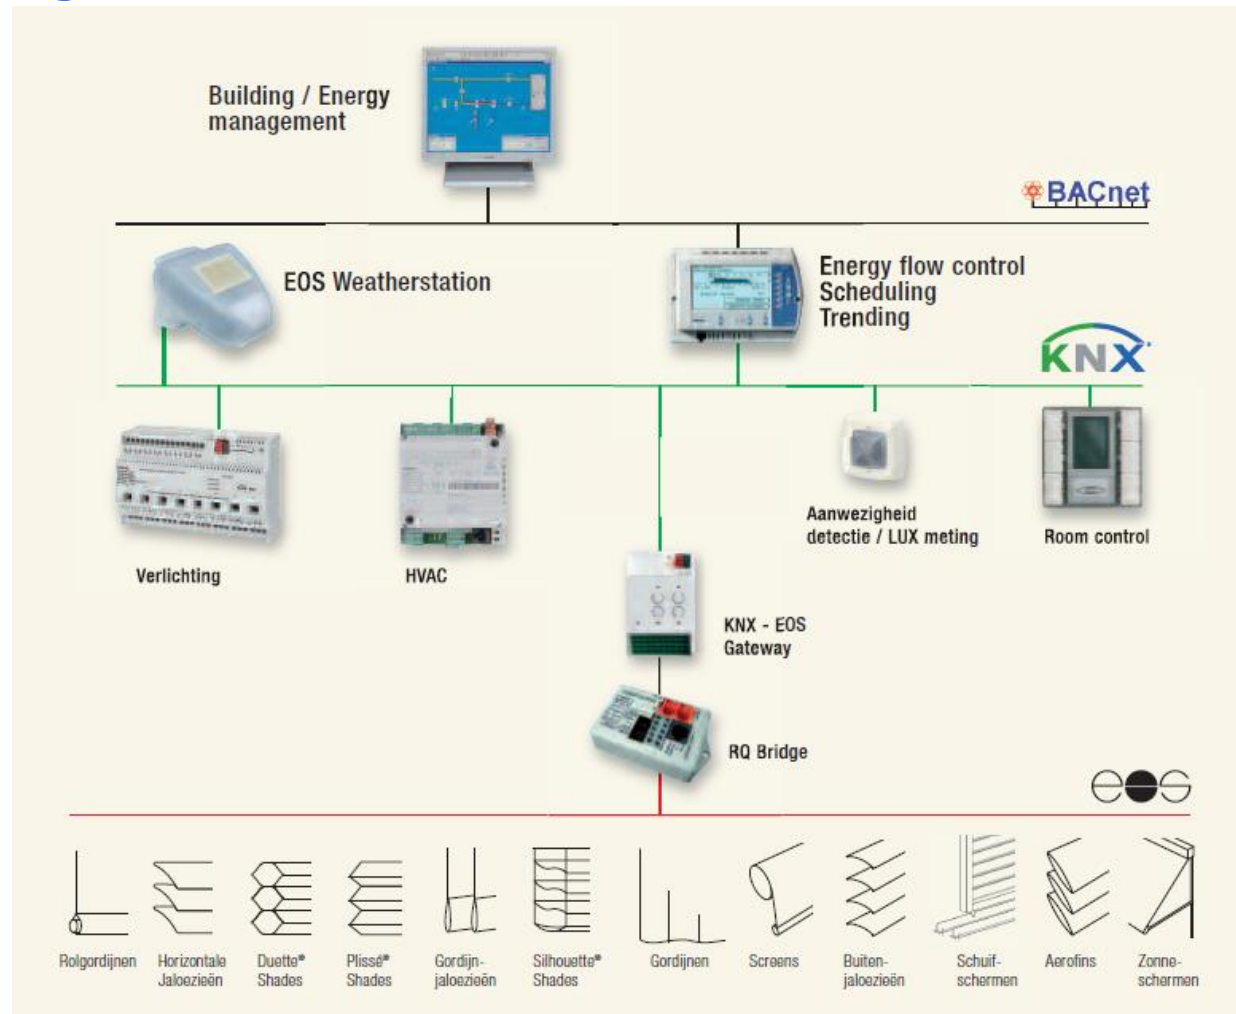 Building / Energy
management
BACnet
EOS Weatherstation
Energy flow control
Scheduling
Trending
KNX
Aanwezigheid
detectie / LUX meting
Room control
Verlichting
HVAC
KNX - EOS
Gateway
RQ Bridge
eos
Rolgordijnen
Horizontale
Jaloezieën
Duette®
Shades
Plissé®
Shades
Gordijn-
jaloezieën
Silhouette®
Shades
Gordijnen
Screens
Buiten-
jaloezieën
Schuif-
schermen
Aerofins
Zonne-
schermen